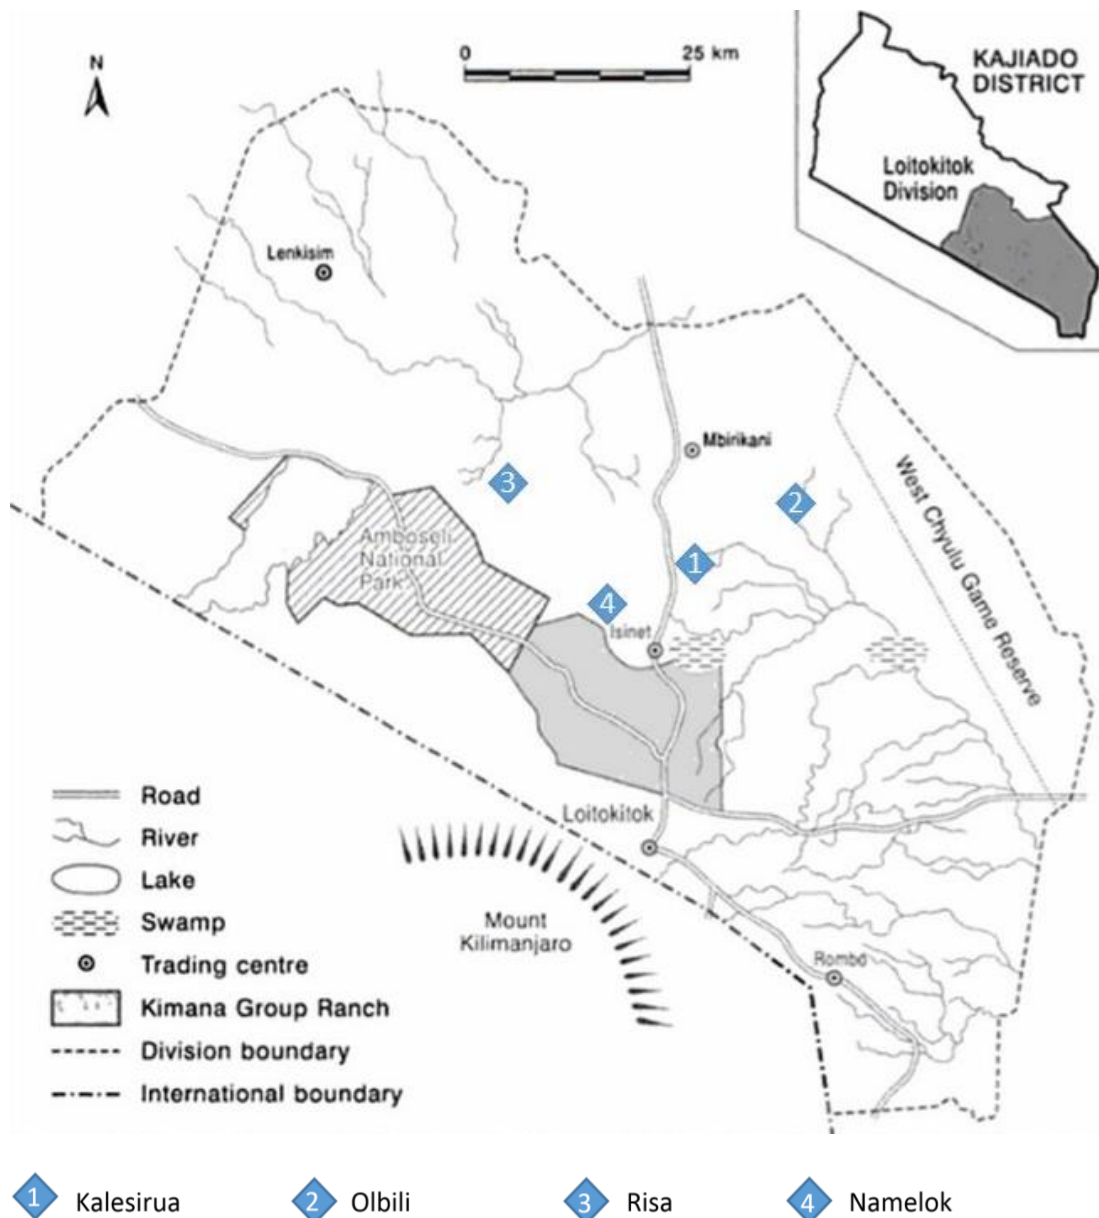 N
0 25 km
KAJIADO
DISTRICT
Loitokitok
Division
Lenkisim
Mbirikani
3
2
West Chyulu Game Reserve
Amboseli
National
Park
1
4
Isinet
Loitokitok
Mount
Kilimanjaro
Rombo
Road
River
Lake
Swamp
Trading centre
Kimana Group Ranch
Division boundary
International boundary
1 Kalesirua 2 Olbili 3 Risa 4 Namelok